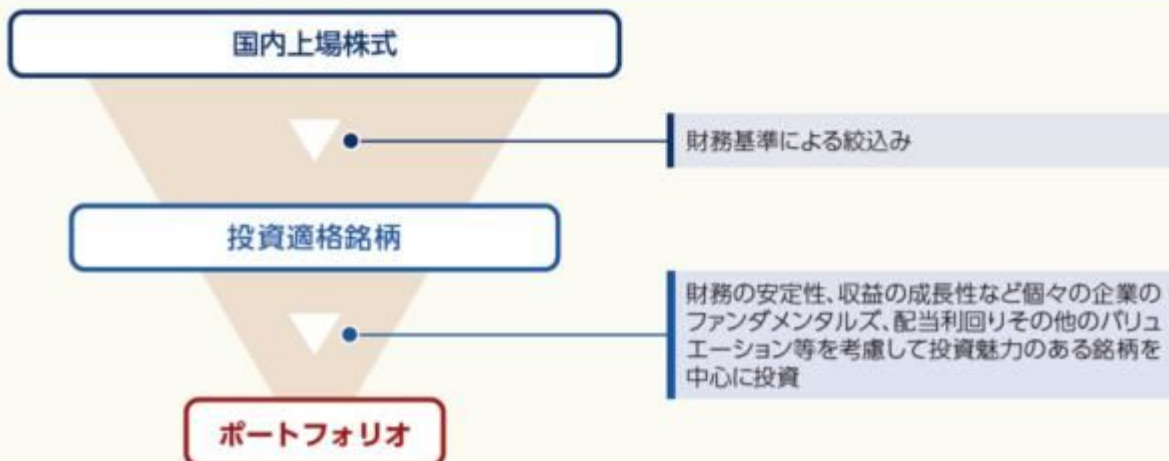 国内上場株式
財務基準による絞込み
投資適格銘柄
財務の安定性、収益の成長性など個々の企業の
ファンダメンタルズ、配当利回りその他のバリュ
エーション等を考慮して投資魅力のある銘柄を
中心に投資
ポートフォリオ